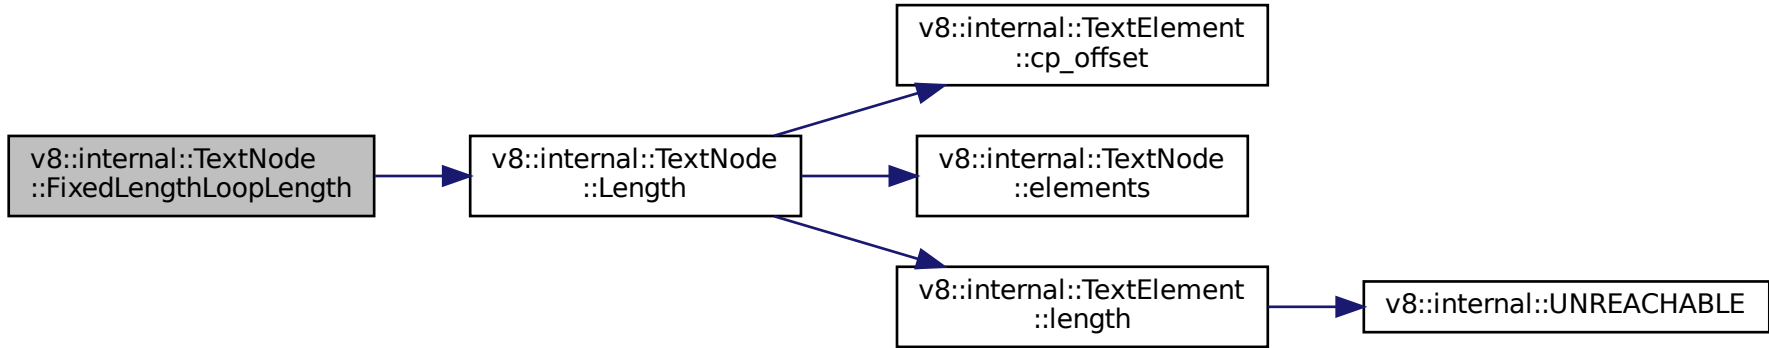 v8::internal::TextNode
::FixedLengthLoopLength
v8::internal::TextNode
::Length
v8::internal::TextElement
::cp_offset
v8::internal::TextNode
::elements
v8::internal::TextElement
::length
v8::internal::UNREACHABLE